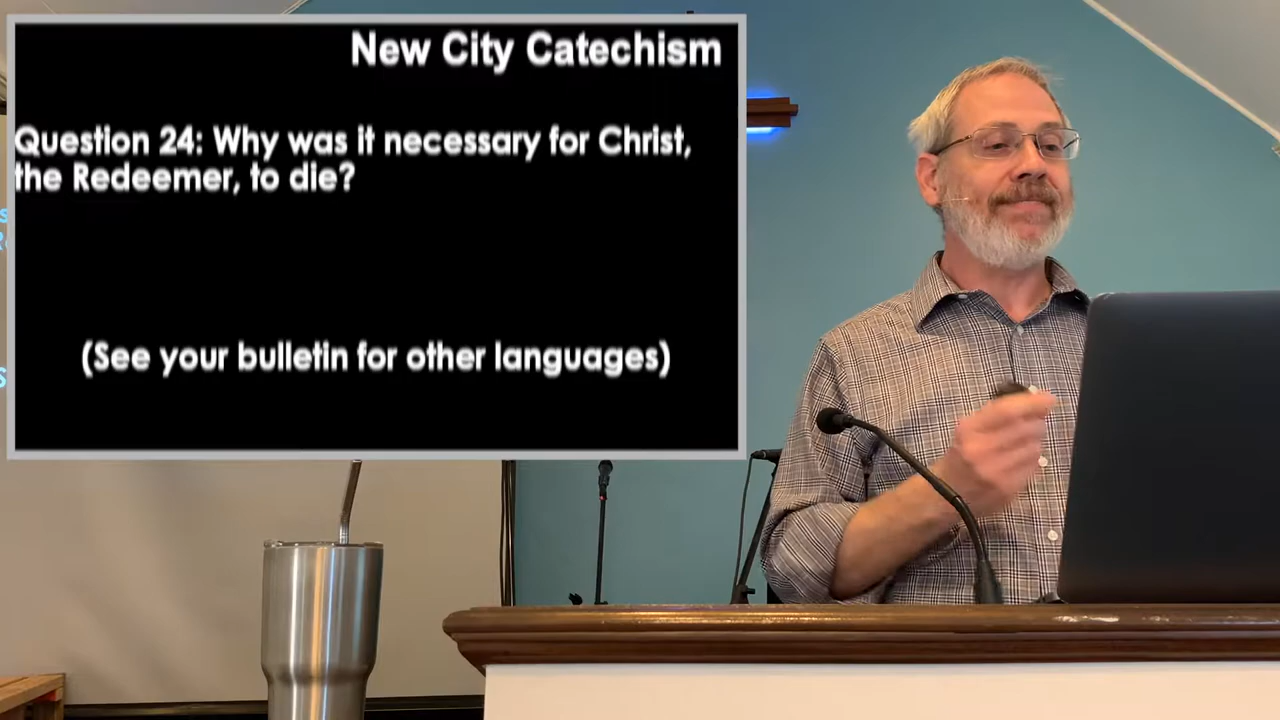 New City Catechism
Question 24: Why was it necessary for Christ,
the Redeemer, to die?
(See your bulletin for other languages)